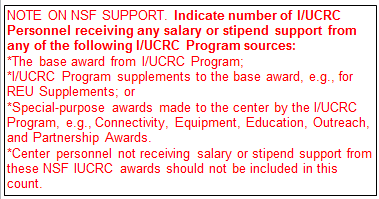 NOTE ON NSF SUPPORT. Indicate number of I/UCRC
Personnel receiving any salary or stipend support from
any of the following I/UCRC Program sources:
*The base award from I/UCRC Program;
*I/UCRC Program supplements to the base award, e.g., for
REU Supplements; or
*Special-purpose awards made to the center by the I/UCRC
Program, e.g., Connectivity, Equipment, Education, Outreach,
and Partnership Awards.
*Center personnel not receiving salary or stipend support from
these NSF IUCRC awards should not be included in this
count.